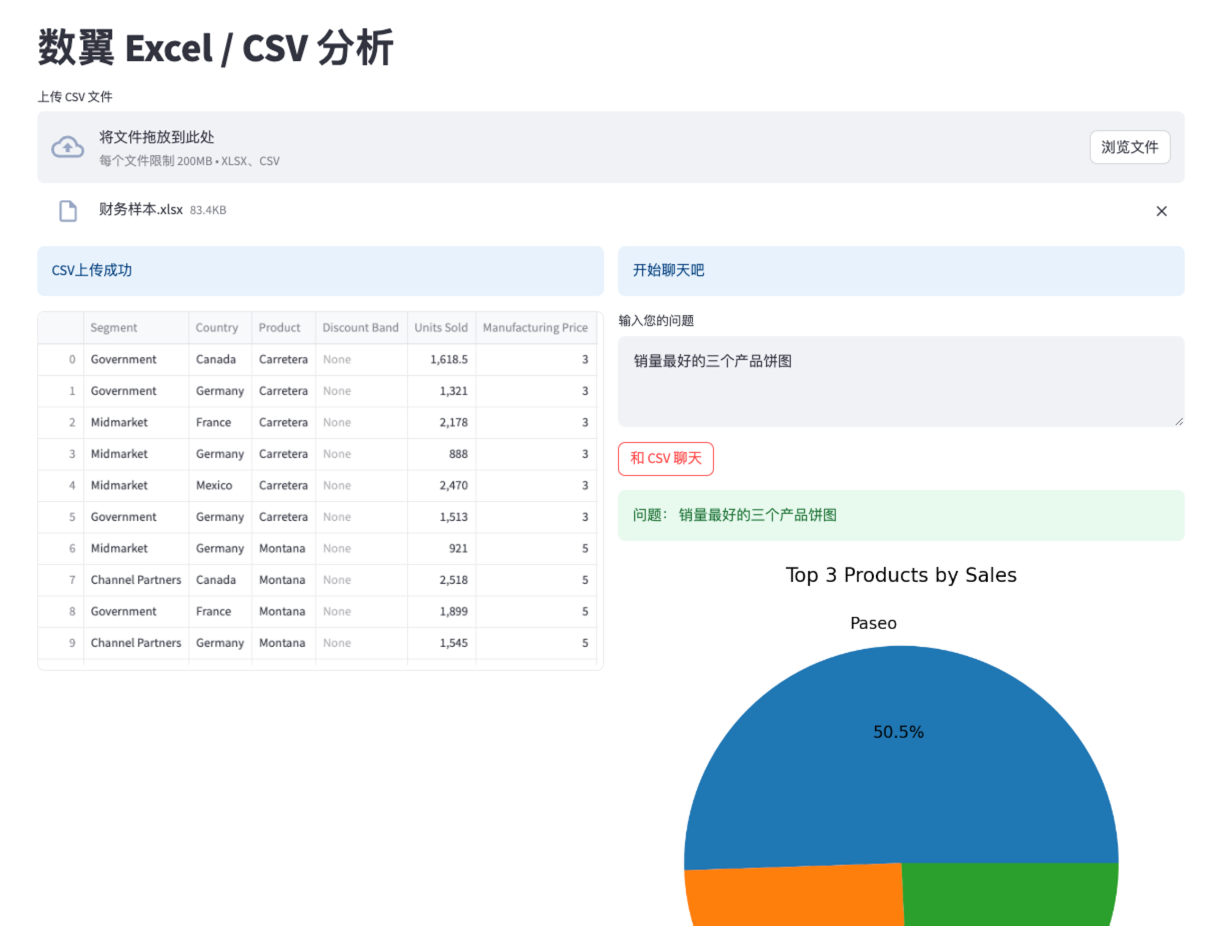 数翼 Excel / CSV 分析
上传 CSV 文件
将文件拖放到此处
每个文件限制 200MB • XLSX、CSV
浏览文件
财务样本.xlsx 83.4KB
CSV上传成功
Segment Country Product Discount Band Units Sold Manufacturing Price
0 Government Canada Carretera None 1,618.5 3
1 Government Germany Carretera None 1,321 3
2 Midmarket France Carretera None 2,178 3
3 Midmarket Germany Carretera None 888 3
4 Midmarket Mexico Carretera None 2,470 3
5 Government Germany Carretera None 1,513 3
6 Midmarket Germany Montana None 921 5
7 Channel Partners Canada Montana None 2,518 5
8 Government France Montana None 1,899 5
9 Channel Partners Germany Montana None 1,545 5
开始聊天吧
输入您的问题
销量最好的三个产品饼图
和 CSV 聊天
问题： 销量最好的三个产品饼图
Top 3 Products by Sales
Paseo
50.5%